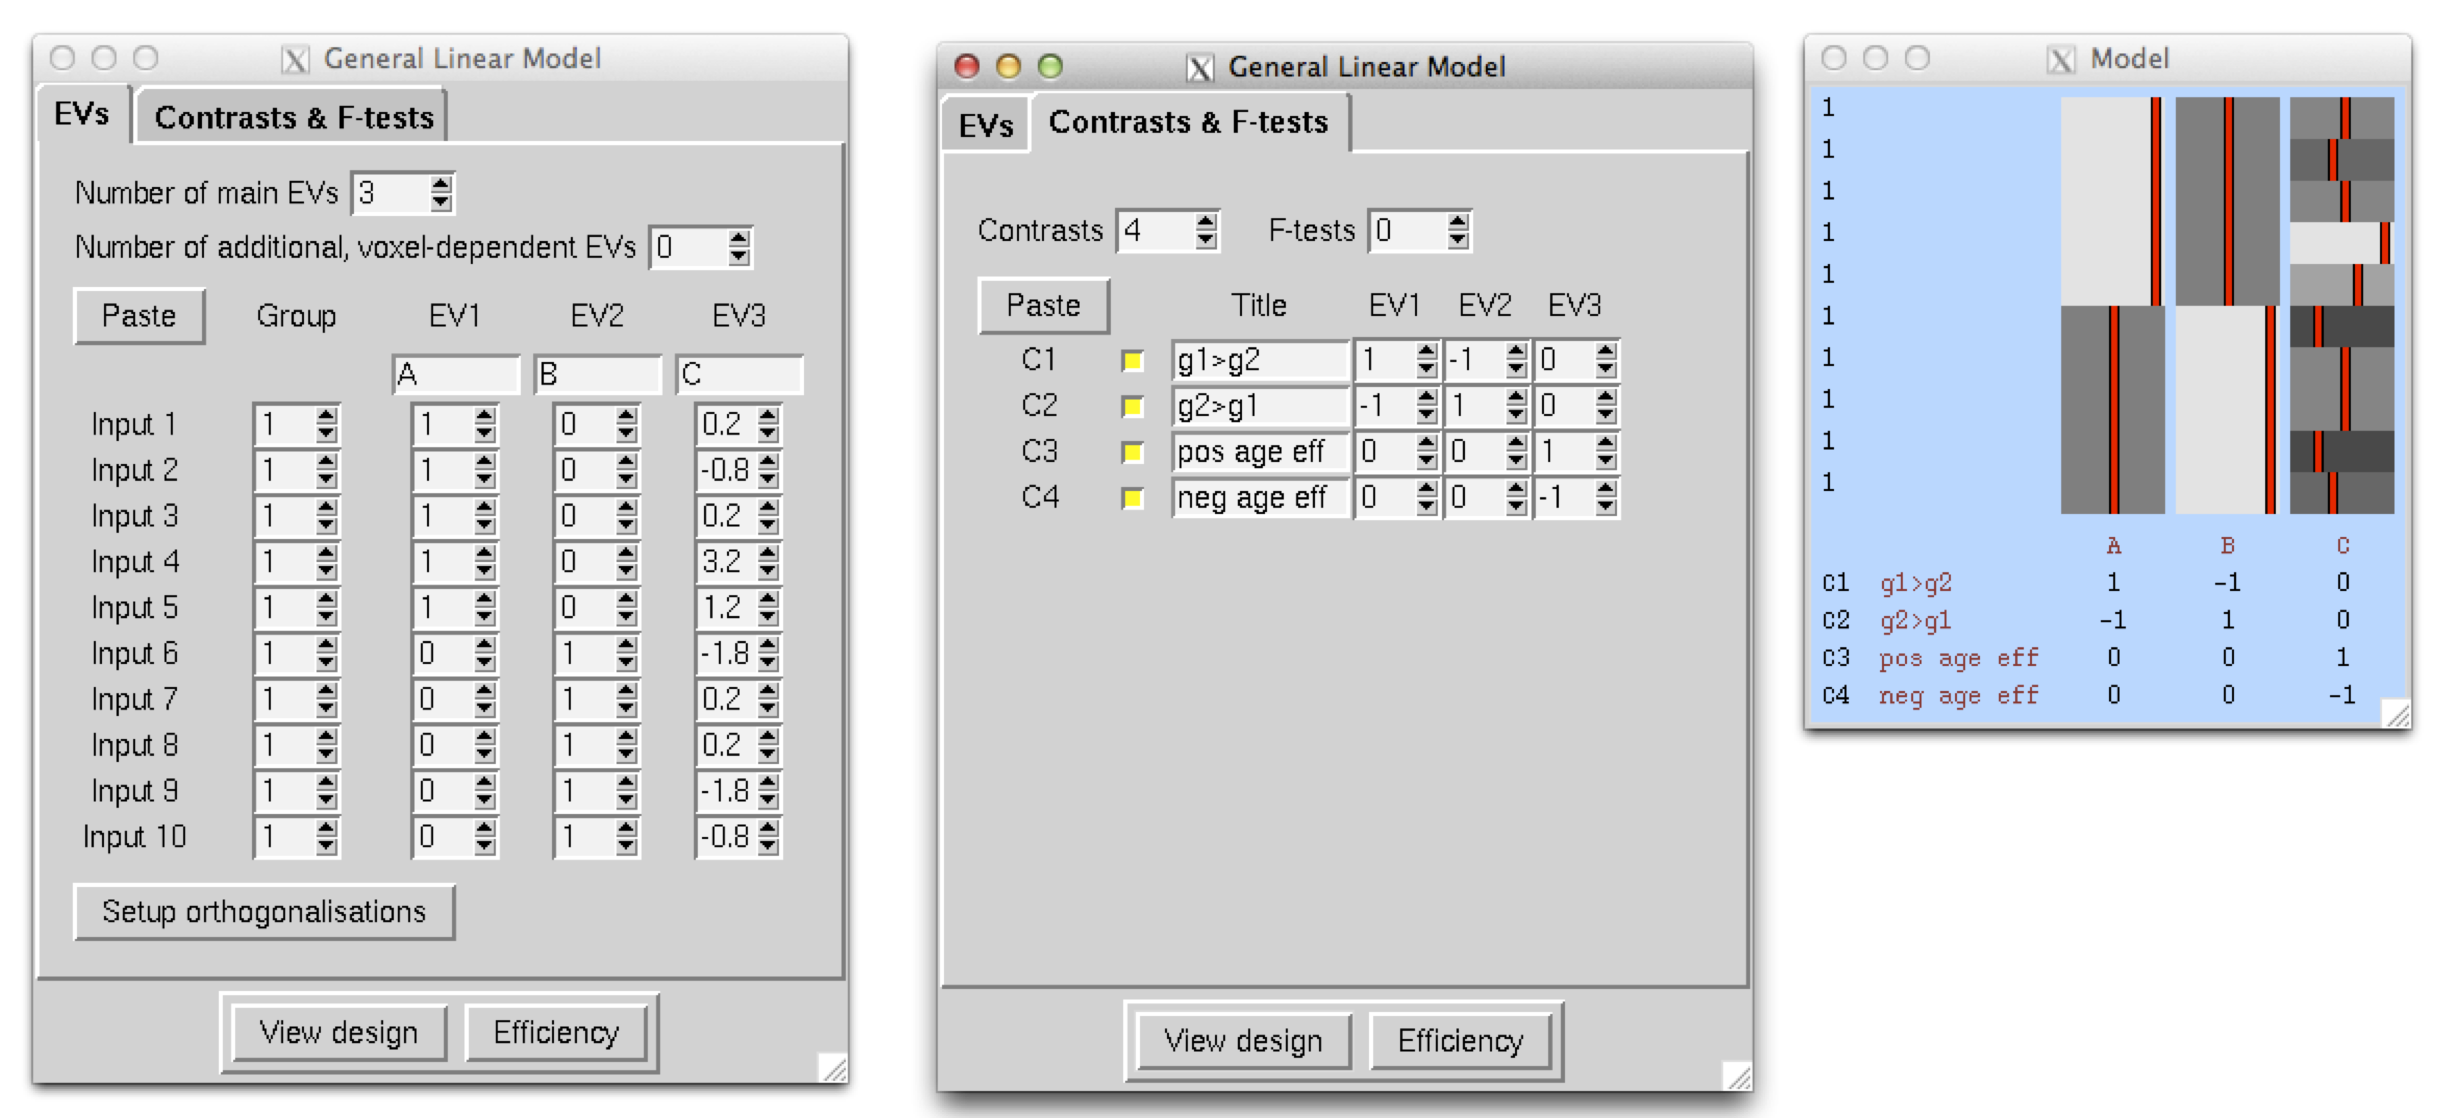 General Linear Model
EVs Contrasts & F-tests
Number of main EVs 3
Number of additional, voxel-dependent EVs 0
Paste Group EV1 EV2 EV3
A B C
Input 1 1 1 0 0.2
Input 2 1 1 0 -0.8
Input 3 1 1 0 0.2
Input 4 1 1 0 3.2
Input 5 1 1 0 1.2
Input 6 1 0 1 -1.8
Input 7 1 0 1 0.2
Input 8 1 0 1 0.2
Input 9 1 0 1 -1.8
Input 10 1 0 1 -0.8
Setup orthogonalisations
View design Efficiency
General Linear Model
EVs Contrasts & F-tests
Contrasts 4 F-tests 0
Paste Title EV1 EV2 EV3
C1 g1>g2 1 -1 0
C2 g2>g1 -1 1 0
C3 pos age eff 0 0 1
C4 neg age eff 0 0 -1
View design Efficiency
Model
1
1
1
1
1
1
1
1
1
1
A B C
C1 g1>g2 1 -1 0
C2 g2>g1 -1 1 0
C3 pos age eff 0 0 1
C4 neg age eff 0 0 -1